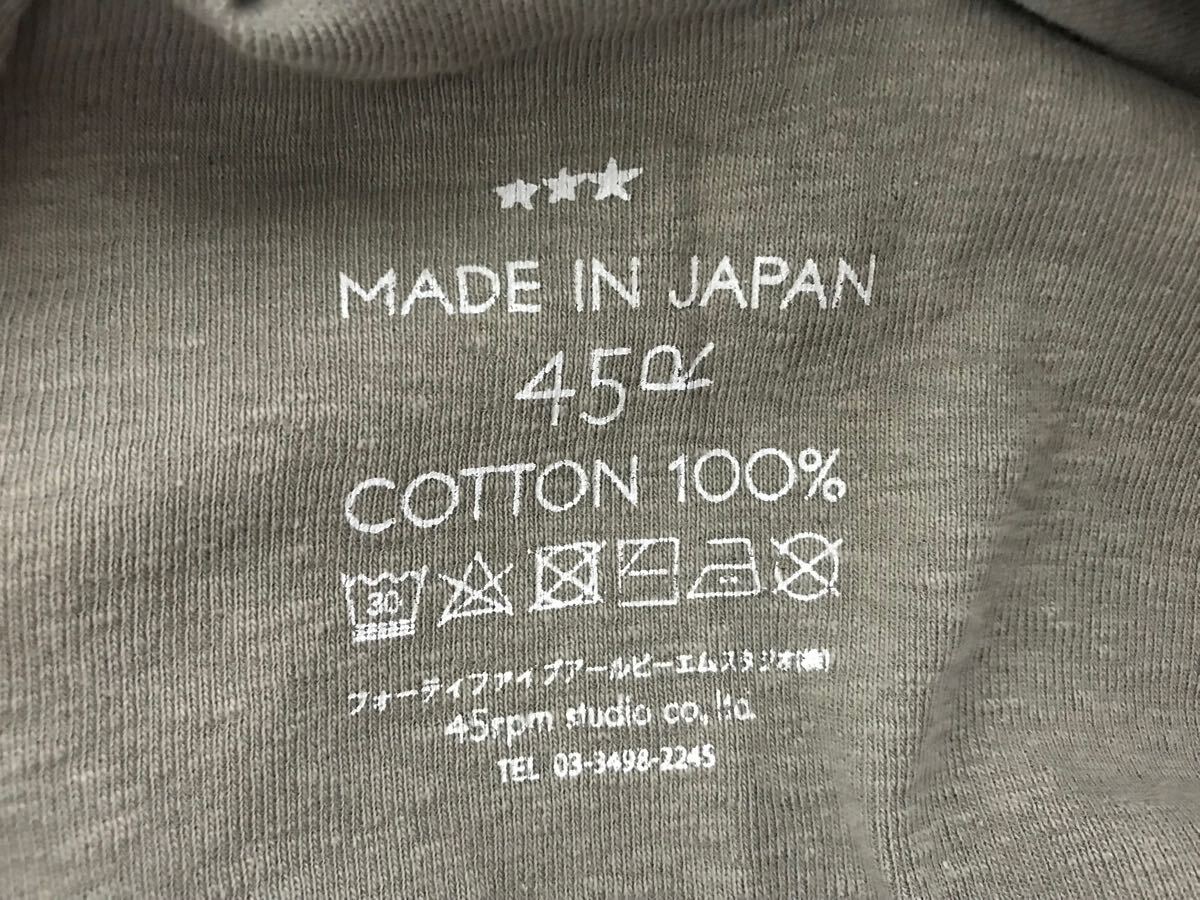 MADE IN JAPAN
45R
COTTON 100%
30
フォーティファイブアールピーエムスタジオ(株)
45rpm studio co., ltd.
TEL 03-3498-2245